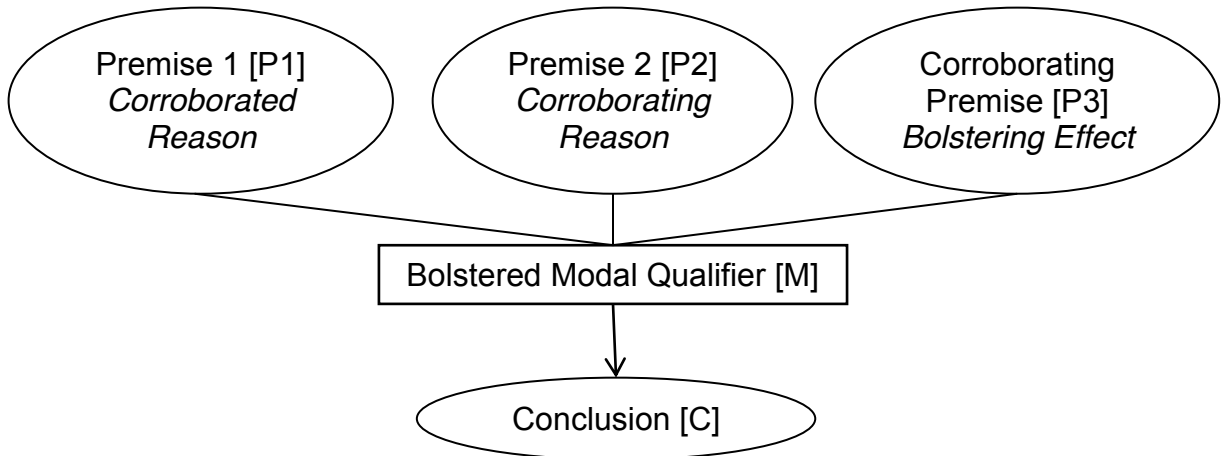 Premise 1 [P1]
Corroborated
Reason
Premise 2 [P2]
Corroborating
Reason
Corroborating
Premise [P3]
Bolstering Effect
Bolstered Modal Qualifier [M]
Conclusion [C]